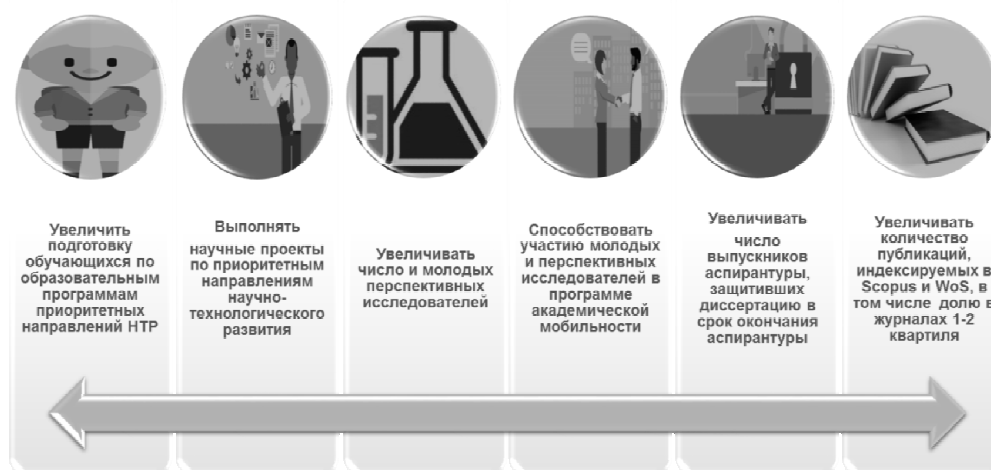 Увеличить
подготовку
обучающихся по
образовательным
программам
приоритетных
направлений НТР
Выполнять
научные проекты
по приоритетным
направлениям
научно-
технологического
развития
Увеличивать
число и молодых
перспективных
исследователей
Способствовать
участию молодых
и перспективных
исследователей в
программе
академической
мобильности
Увеличивать
число
выпускников
аспирантуры,
защитивших
диссертацию в
срок окончания
аспирантуры
Увеличивать
количество
публикаций,
индексируемых в
Scopus и WoS, в
том числе долю в
журналах 1-2
квартиля